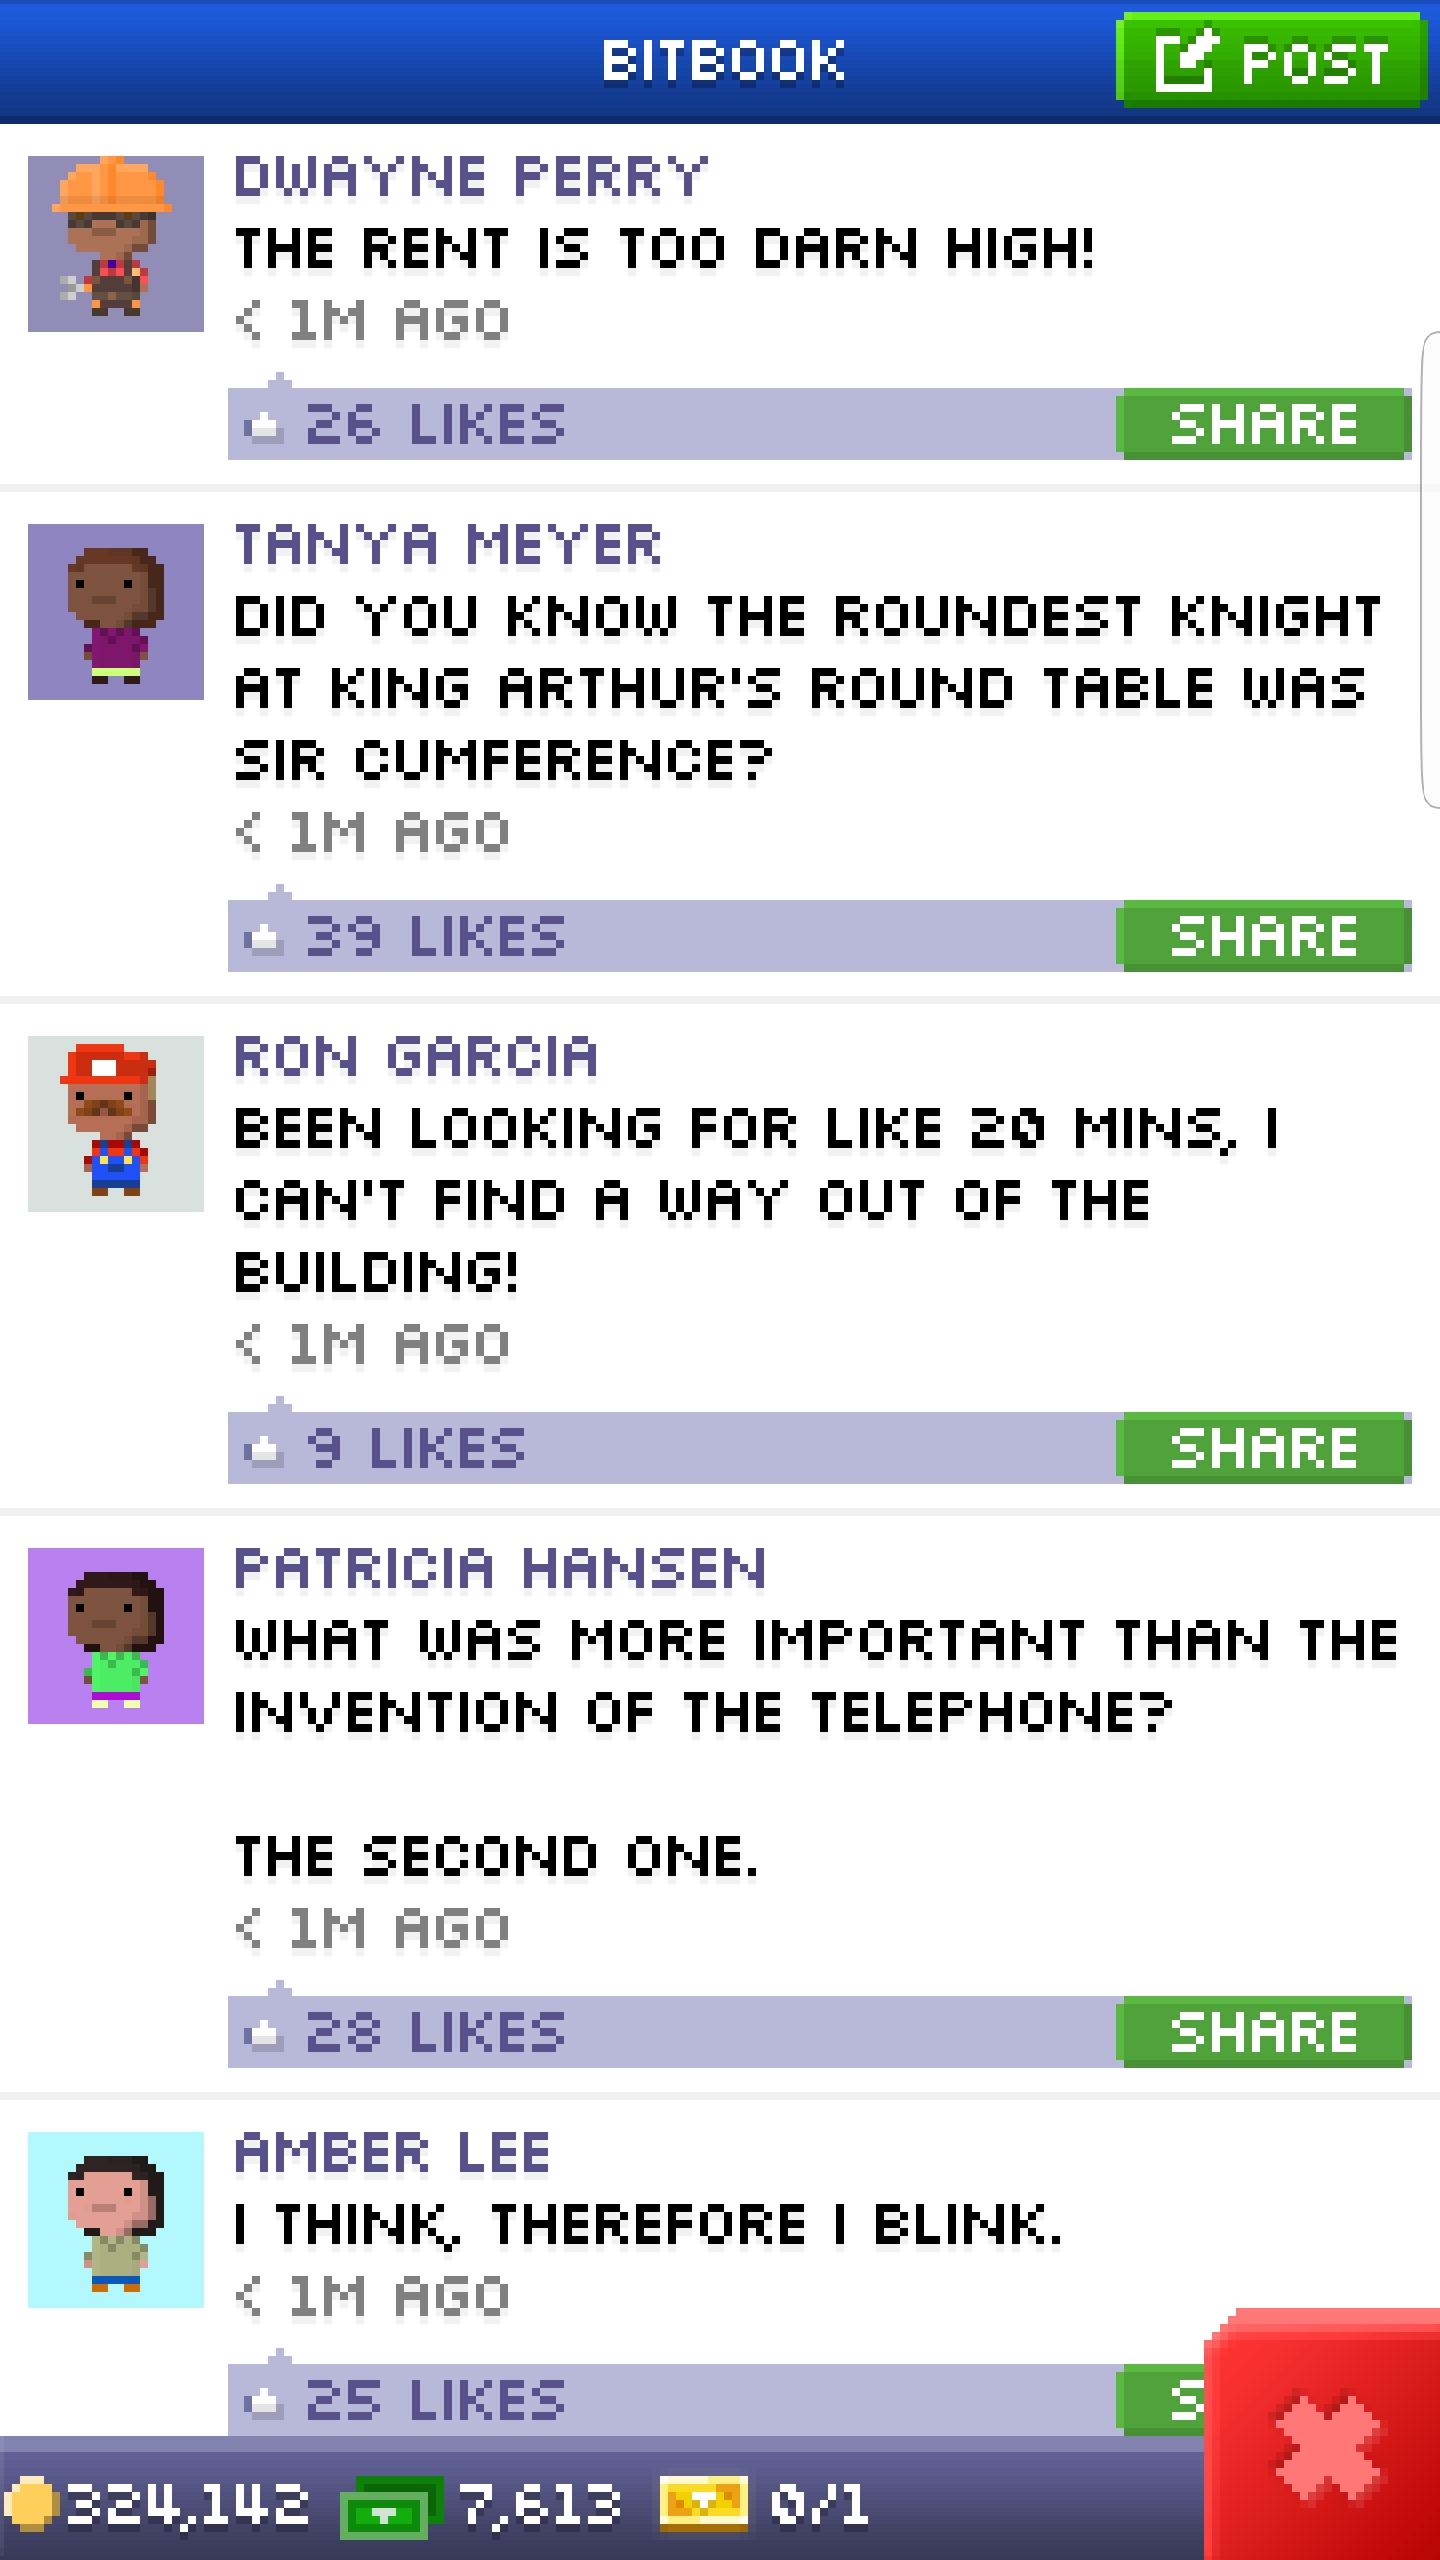 BITBOOK
POST
DWAYNE PERRY
THE RENT IS TOO DARN HIGH!
< 1M AGO
26 LIKES
SHARE
TANYA MEYER
DID YOU KNOW THE ROUNDEST KNIGHT
AT KING ARTHUR'S ROUND TABLE WAS
SIR CUMFERENCE?
< 1M AGO
39 LIKES
SHARE
RON GARCIA
BEEN LOOKING FOR LIKE 20 MINS, I
CAN'T FIND A WAY OUT OF THE
BUILDING!
< 1M AGO
9 LIKES
SHARE
PATRICIA HANSEN
WHAT WAS MORE IMPORTANT THAN THE
INVENTION OF THE TELEPHONE?
THE SECOND ONE.
< 1M AGO
28 LIKES
SHARE
AMBER LEE
I THINK, THEREFORE I BLINK.
< 1M AGO
25 LIKES
S
324,142
7,613
0/1